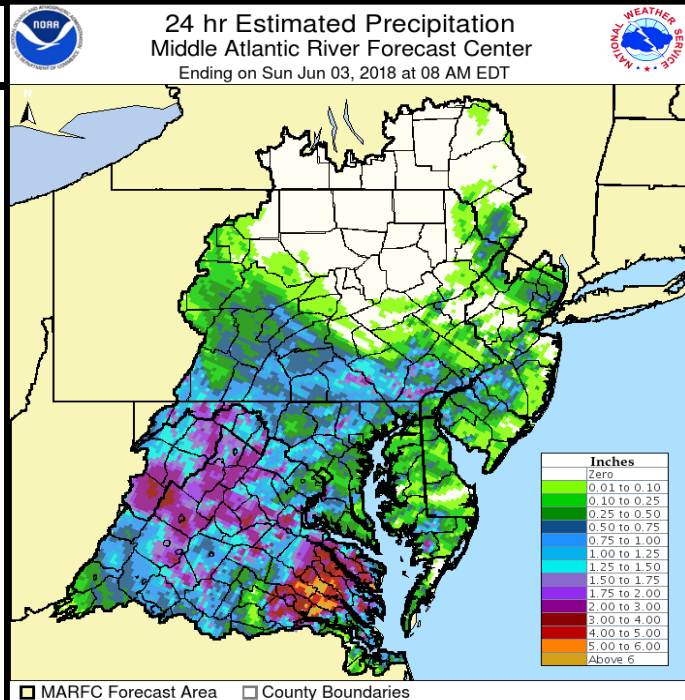 24 hr Estimated Precipitation
Middle Atlantic River Forecast Center
Ending on Sun Jun 03, 2018 at 08 AM EDT
NOAA
NATIONAL WEATHER SERVICE
N
Inches
Zero
0.01 to 0.10
0.10 to 0.25
0.25 to 0.50
0.50 to 0.75
0.75 to 1.00
1.00 to 1.25
1.25 to 1.50
1.50 to 1.75
1.75 to 2.00
2.00 to 3.00
3.00 to 4.00
4.00 to 5.00
5.00 to 6.00
Above 6
MARFC Forecast Area County Boundaries